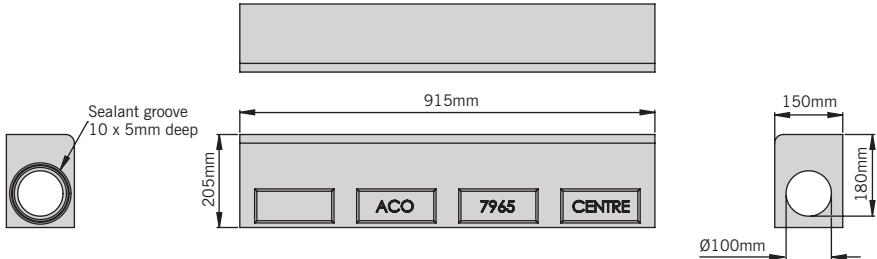 915mm
150mm
Sealant groove
10 x 5mm deep
205mm
180mm
ACO
7965
CENTRE
Ø100mm